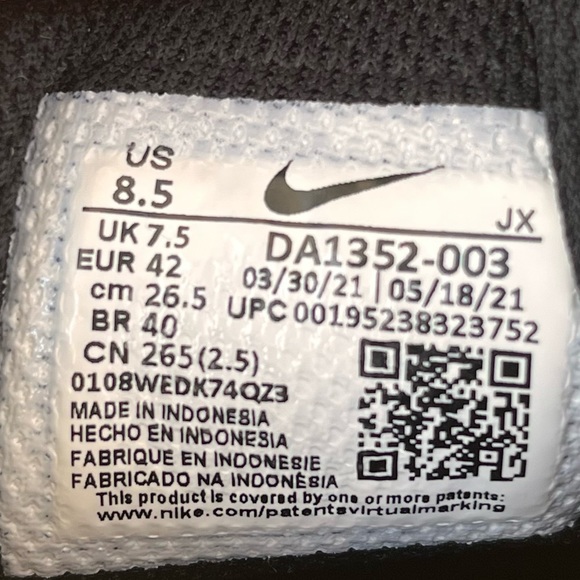 US
8.5
JX
UK 7.5
DA1352-003
EUR 42
03/30/21 | 05/18/21
cm 26.5
UPC 00195238323752
BR 40
CN 265(2.5)
0108WEDK74QZ3
MADE IN INDONESIA
HECHO EN INDONESIA
FABRIQUE EN INDONESIE
FABRICADO NA INDONÈSIA
This product is covered by one or more patents:
www.nike.com/patentsvirtualmarking